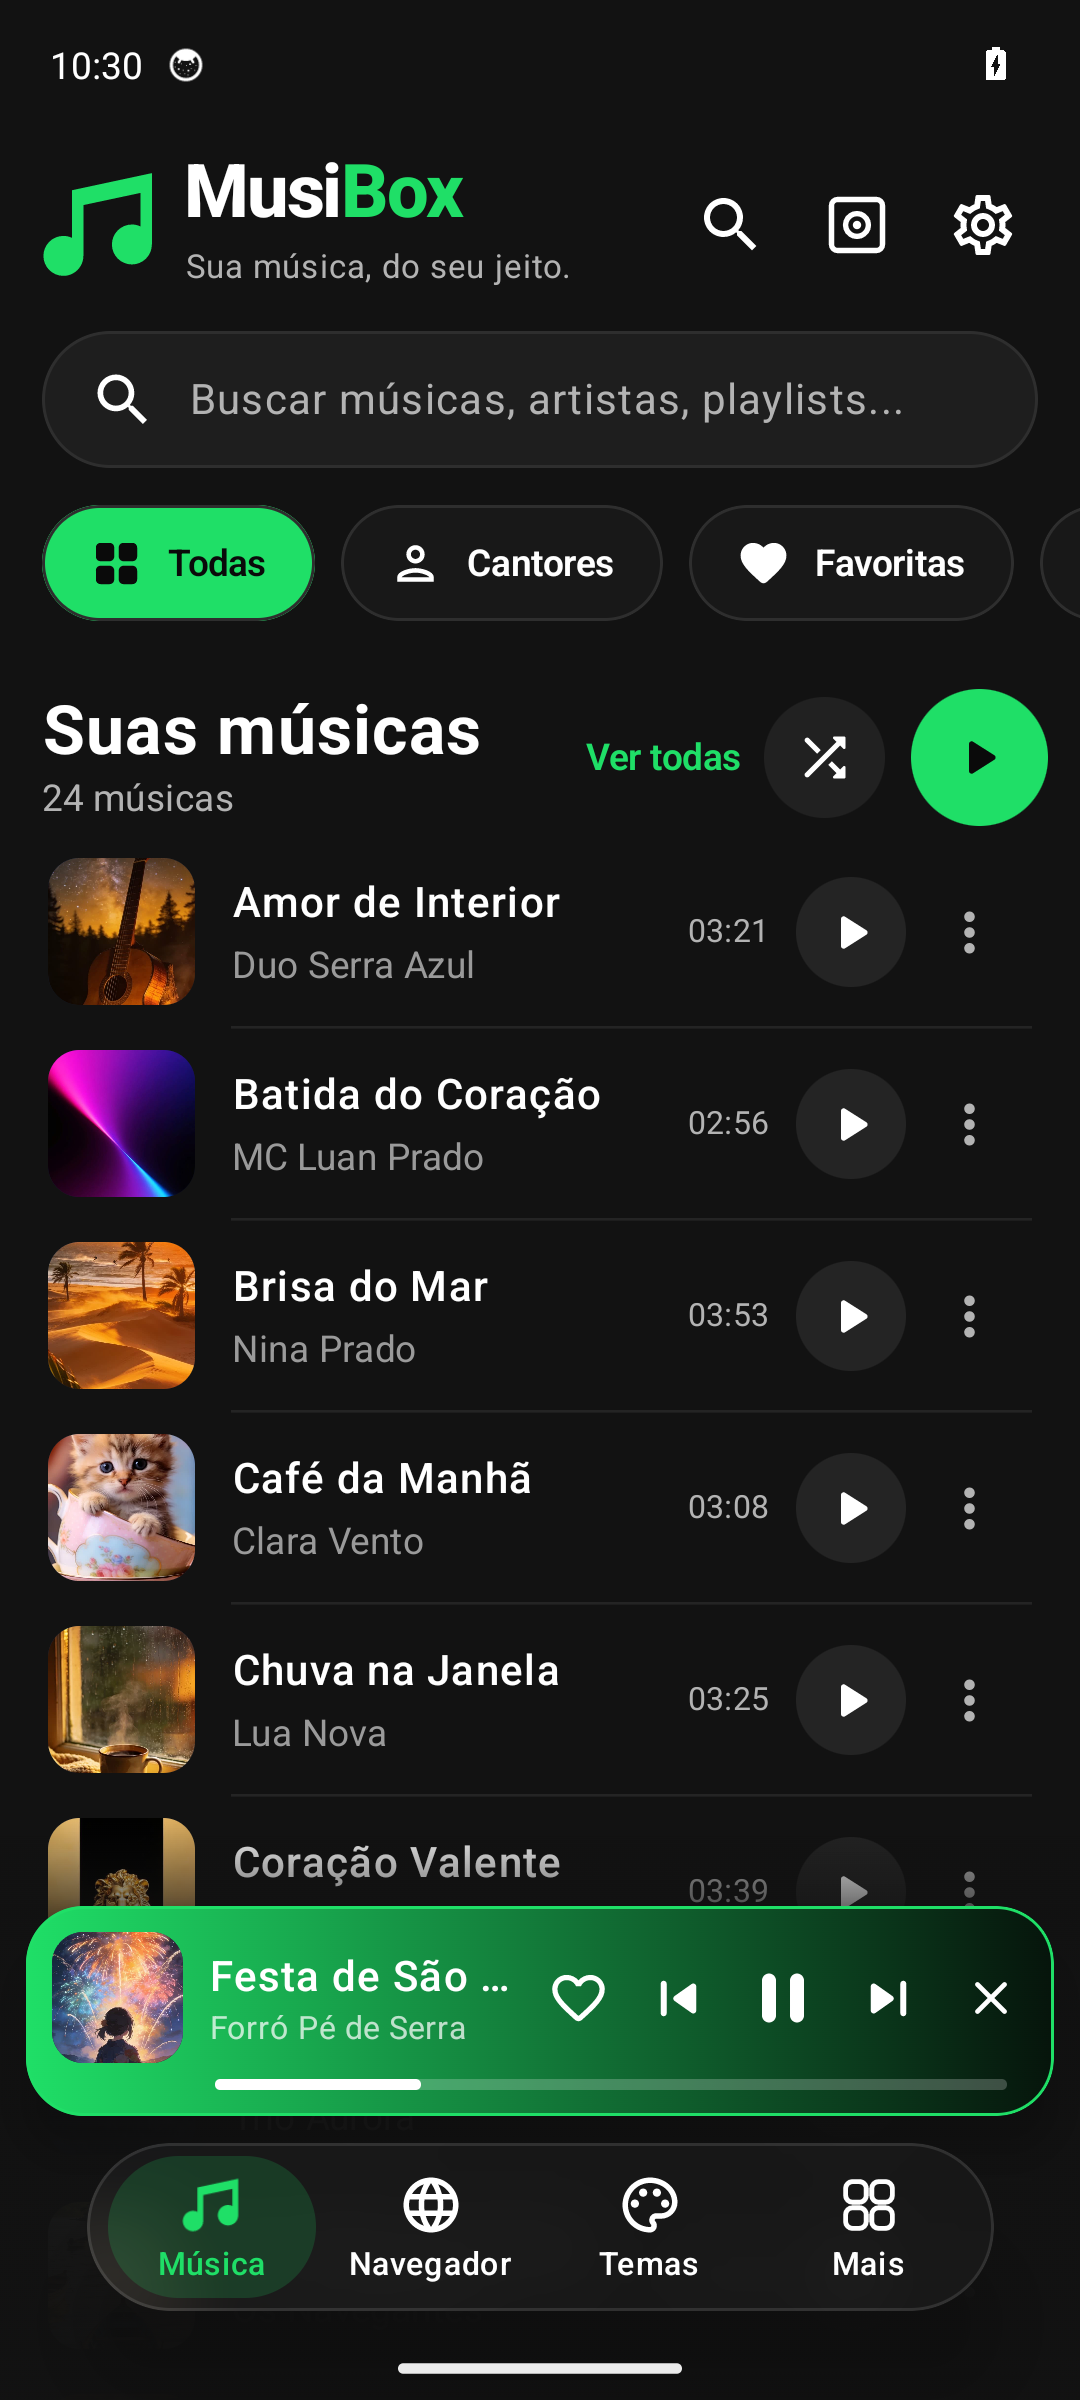 10:30
MusiBox
Sua música, do seu jeito.
Buscar músicas, artistas, playlists...
Todas
Cantores
Favoritas
Suas músicas
24 músicas
Ver todas
Amor de Interior
Duo Serra Azul
03:21
Batida do Coração
MC Luan Prado
02:56
Brisa do Mar
Nina Prado
03:53
Café da Manhã
Clara Vento
03:08
Chuva na Janela
Lua Nova
03:25
Coração Valente
03:39
Festa de São ...
Forró Pé de Serra
Música
Navegador
Temas
Mais